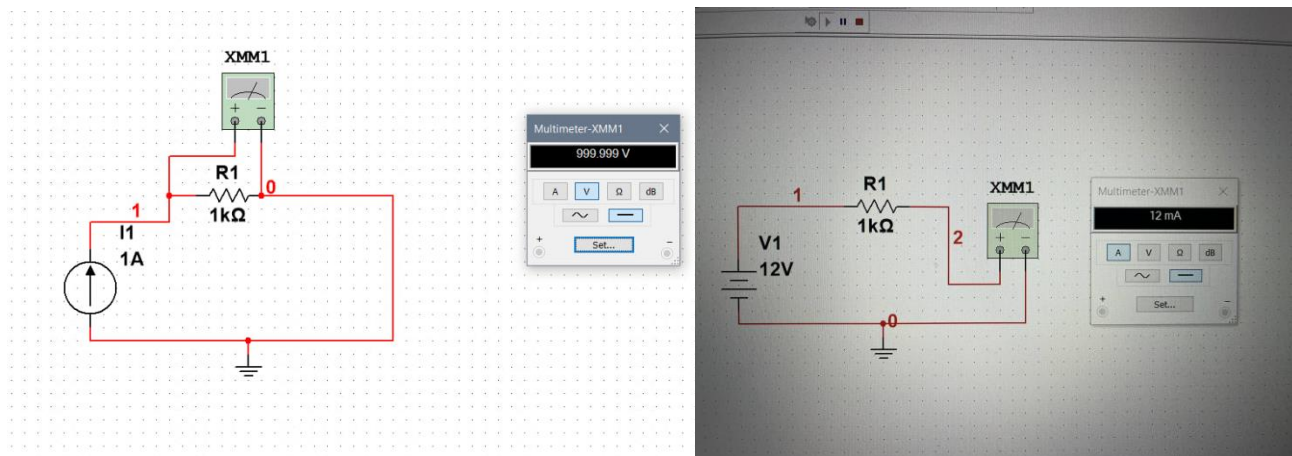 XMM1
+ −
R1
0
1
1kΩ
I1
1A
Multimeter-XMM1
999.999 V
A V Ω dB
+ Set... −
R1
XMM1
1
1kΩ
+ −
2
V1
12V
0
Multimeter-XMM1
12 mA
A V Ω dB
+ Set... −